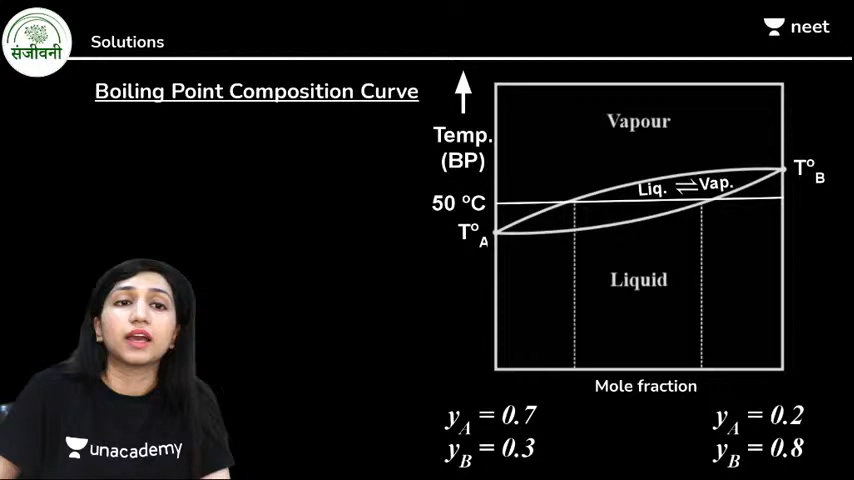 संजीवनी
Solutions
neet
Boiling Point Composition Curve
Temp.
(BP)
Vapour
T°B
Liq. ⇌ Vap.
50 °C
T°A
Liquid
Mole fraction
yA = 0.7
yB = 0.3
yA = 0.2
yB = 0.8
unacademy